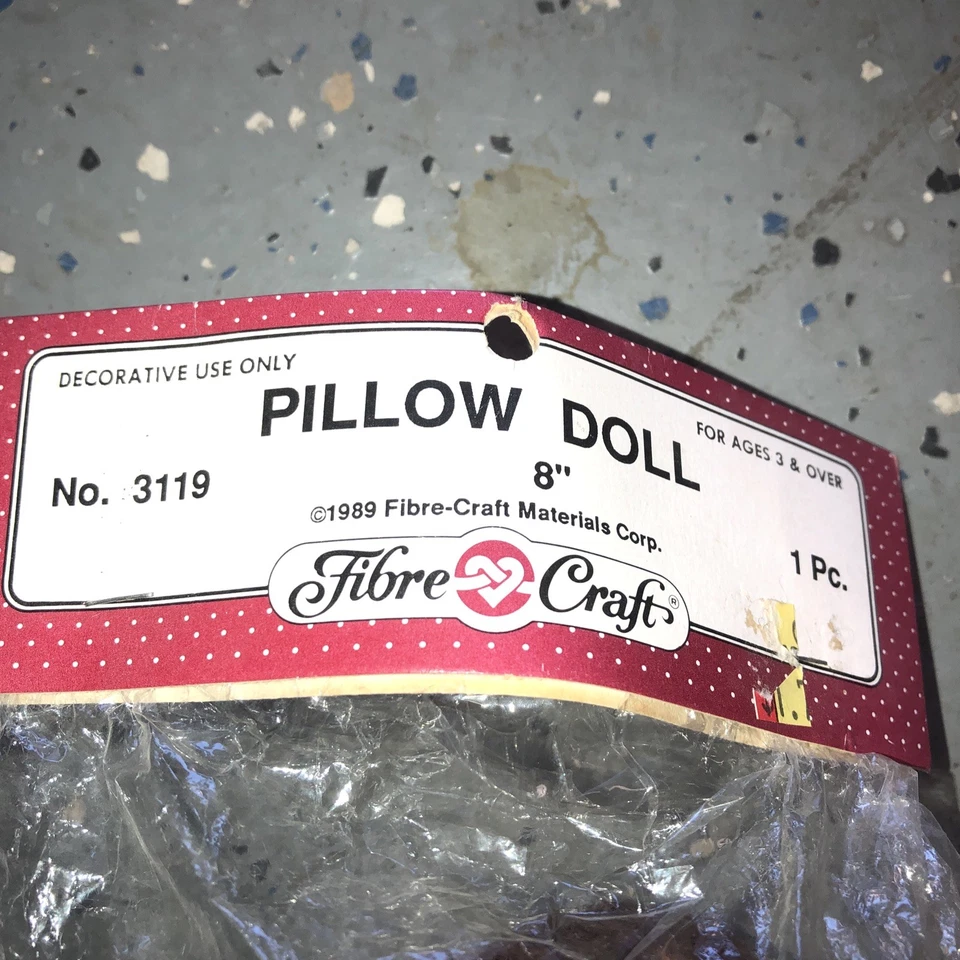 DECORATIVE USE ONLY
PILLOW DOLL
FOR AGES 3 & OVER
No. 3119
8"
1 Pc.
©1989 Fibre-Craft Materials Corp.
Fibre Craft®